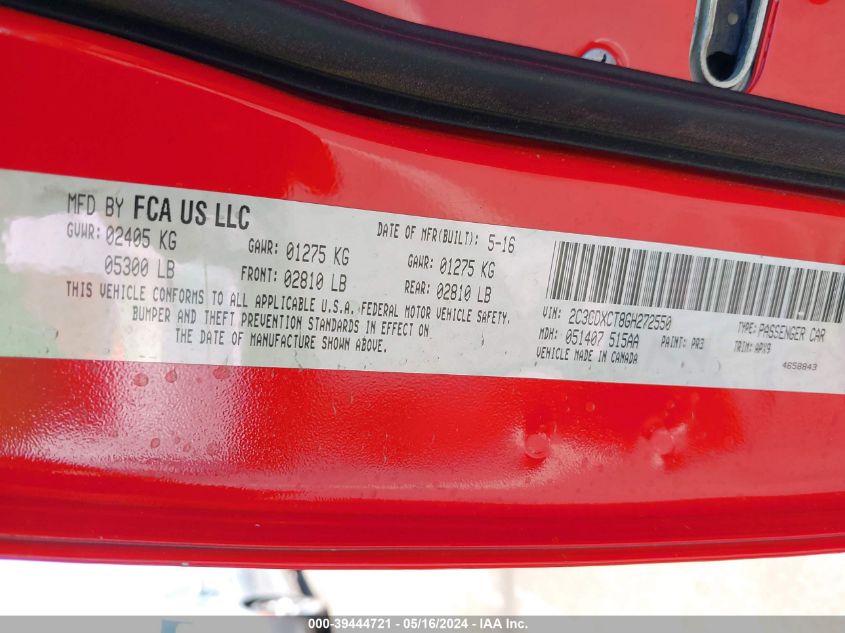 MFD BY FCA US LLC
DATE OF MFR(BUILT): 5-16
GVWR: 02405 KG
GAWR: 01275 KG
GAWR: 01275 KG
05300 LB
FRONT: 02810 LB
REAR: 02810 LB
THIS VEHICLE CONFORMS TO ALL APPLICABLE U.S.A. FEDERAL MOTOR VEHICLE SAFETY,
BUMPER AND THEFT PREVENTION STANDARDS IN EFFECT ON
THE DATE OF MANUFACTURE SHOWN ABOVE.
VIN: 2C3CDXCT8GH272550
TYPE: PASSENGER CAR
MDH: 051407 515AA
PAINT: PR3
TRIM: APX9
VEHICLE MADE IN CANADA
4658843
000-39444721 - 05/16/2024 - IAA Inc.